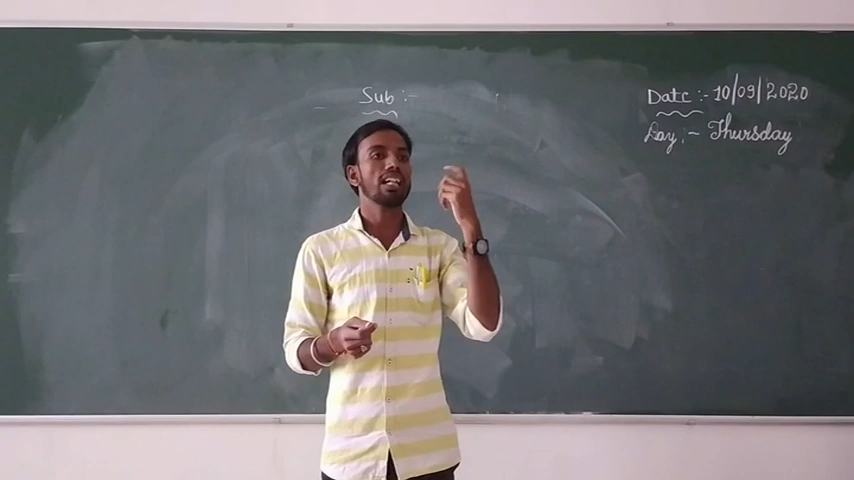 Sub :-
Date :- 10/09/2020
Day :- Thursday